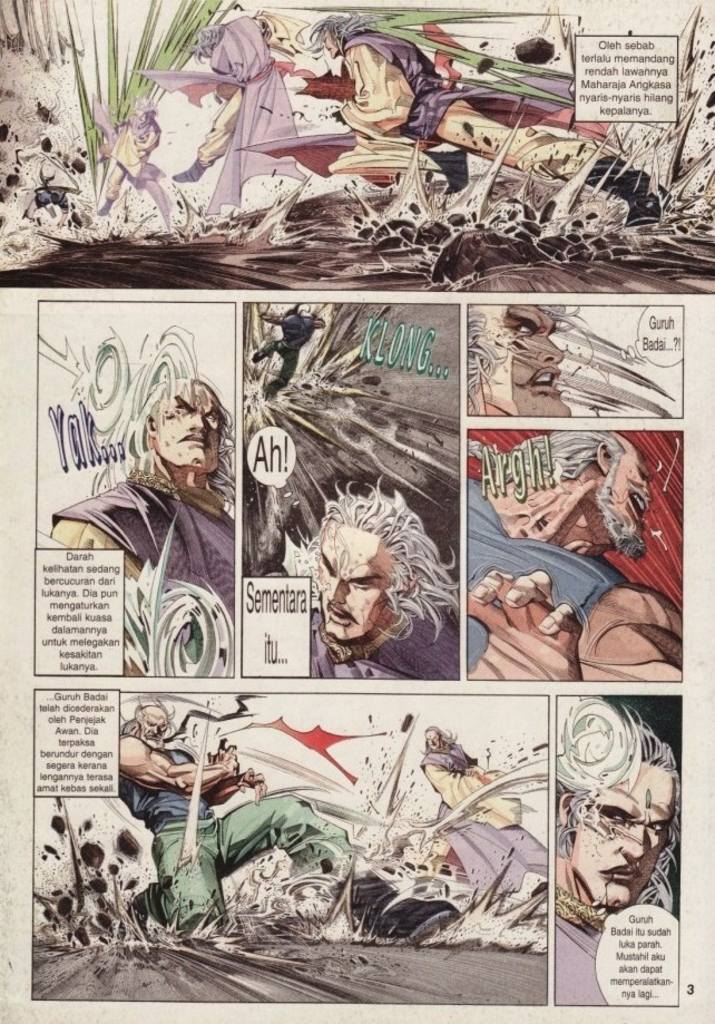 Oleh sebab
terlalu memandang
rendah lawannya
Maharaja Angkasa
nyaris-nyaris hilang
kepalanya.
Yak...
Darah
kelihatan sedang
bercucuran dari
lukanya. Dia pun
mengaturkan
kembali kuasa
dalamannya
untuk melegakan
kesakitan
lukanya.
KLONG...
Ah!
Sementara
itu...
Guruh
Badai...?!
Argh!
...Guruh Badai
telah dicederakan
oleh Penjejak
Awan. Dia
terpaksa
berundur dengan
segera kerana
lengannya terasa
amat kebas sekali.
Guruh
Badai itu sudah
luka parah.
Mustahil aku
akan dapat
memperalatkan-
nya lagi...
3